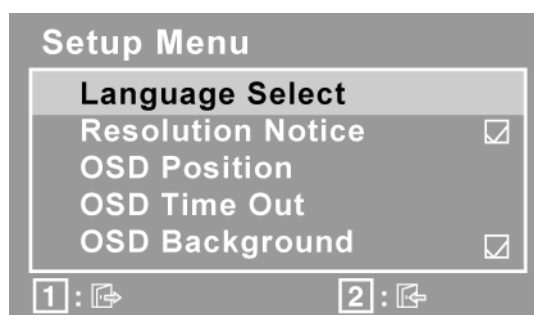 Setup Menu
Language Select
Resolution Notice
OSD Position
OSD Time Out
OSD Background
1 : 2 :